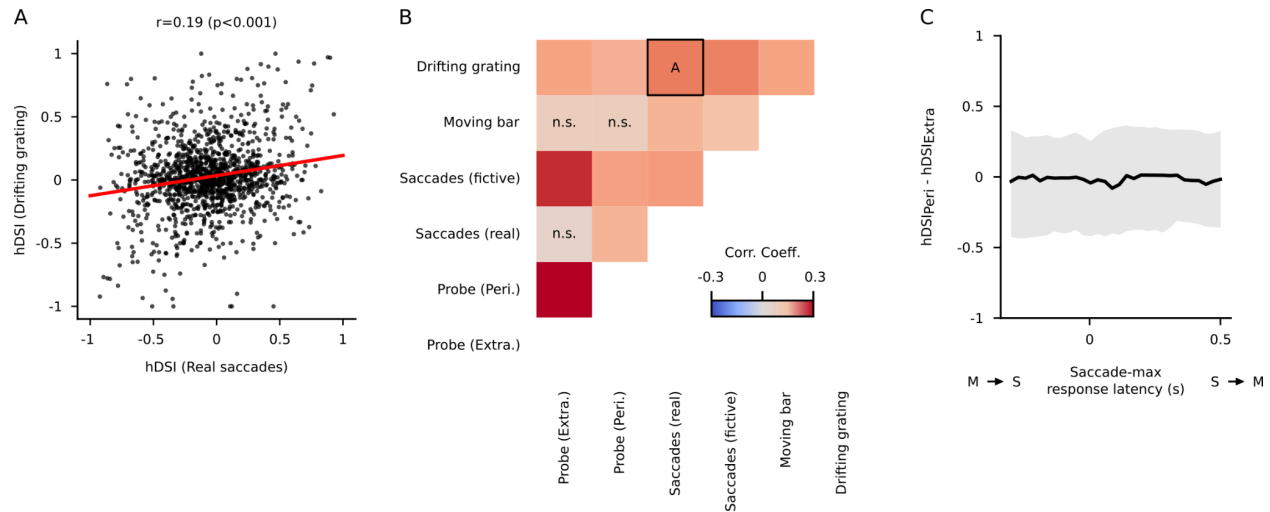 A
r=0.19 (p<0.001)
hDSI (Drifting grating)
1
0.5
0
-0.5
-1
-1
-0.5
0
0.5
1
hDSI (Real saccades)
B
Drifting grating
A
Moving bar
n.s.
n.s.
Saccades (fictive)
Saccades (real)
n.s.
Probe (Peri.)
Probe (Extra.)
Corr. Coeff.
-0.3
0
0.3
Probe (Extra.)
Probe (Peri.)
Saccades (real)
Saccades (fictive)
Moving bar
Drifting grating
C
hDSIPeri - hDSIExtra
1
0.5
0
-0.5
-1
0
0.5
M → S
Saccade-max
response latency (s)
S → M